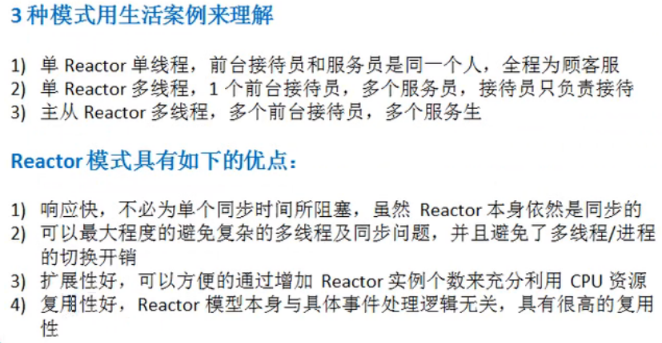 3 种模式用生活案例来理解
1) 单 Reactor 单线程，前台接待员和服务员是同一个人，全程为顾客服
2) 单 Reactor 多线程，1 个前台接待员，多个服务员，接待员只负责接待
3) 主从 Reactor 多线程，多个前台接待员，多个服务生
Reactor 模式具有如下的优点：
1) 响应快，不必为单个同步时间所阻塞，虽然 Reactor 本身依然是同步的
2) 可以最大程度的避免复杂的多线程及同步问题，并且避免了多线程/进程
的切换开销
3) 扩展性好，可以方便的通过增加 Reactor 实例个数来充分利用 CPU 资源
4) 复用性好，Reactor 模型本身与具体事件处理逻辑无关，具有很高的复用
性